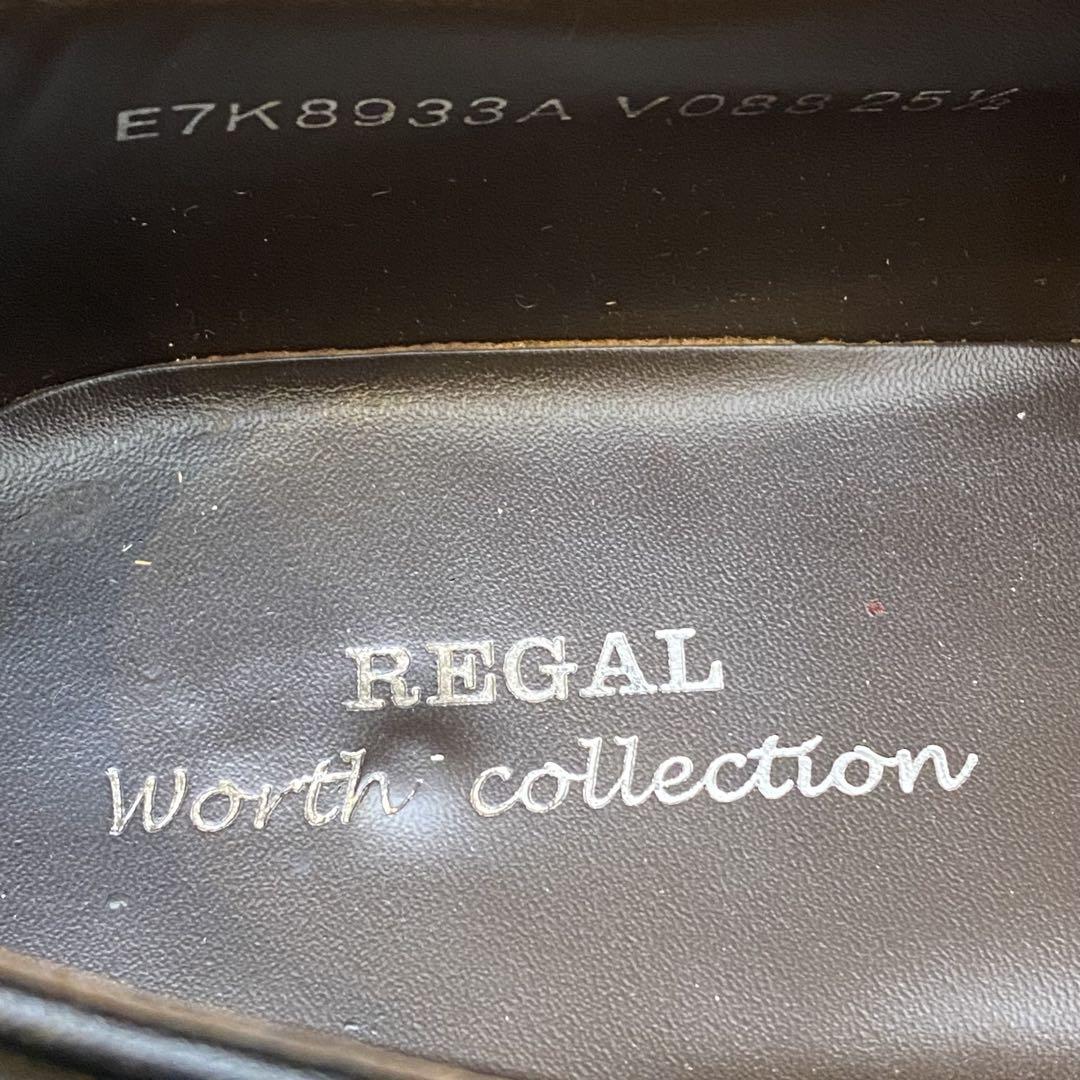 E7K8933A V.088 25½
REGAL
Worth collection